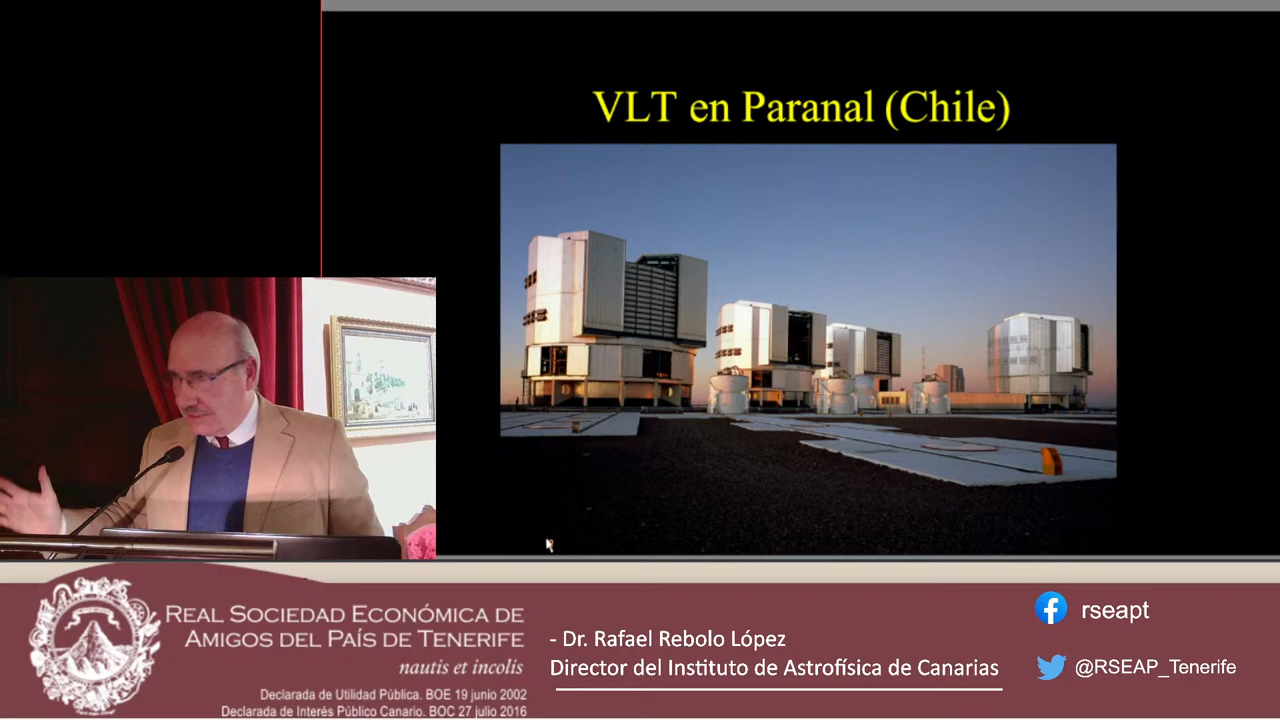 VLT en Paranal (Chile)
REAL SOCIEDAD ECONÓMICA DE
AMIGOS DEL PAÍS DE TENERIFE
nautis et incolis
Declarada de Utilidad Pública. BOE 19 junio 2002
Declarada de Interés Público Canario. BOC 27 julio 2016
- Dr. Rafael Rebolo López
Director del Instituto de Astrofísica de Canarias
rseapt
@RSEAP_Tenerife